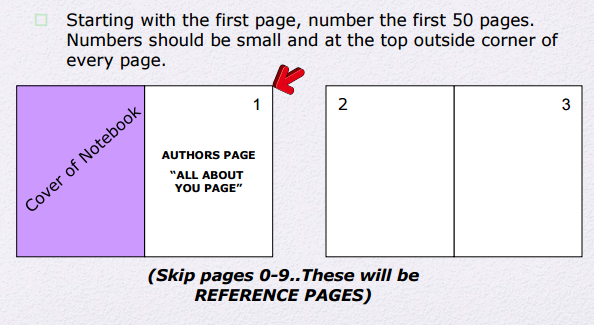 Starting with the first page, number the first 50 pages.
Numbers should be small and at the top outside corner of
every page.
Cover of Notebook
1
AUTHORS PAGE
“ALL ABOUT
YOU PAGE”
2
3
(Skip pages 0-9..These will be
REFERENCE PAGES)